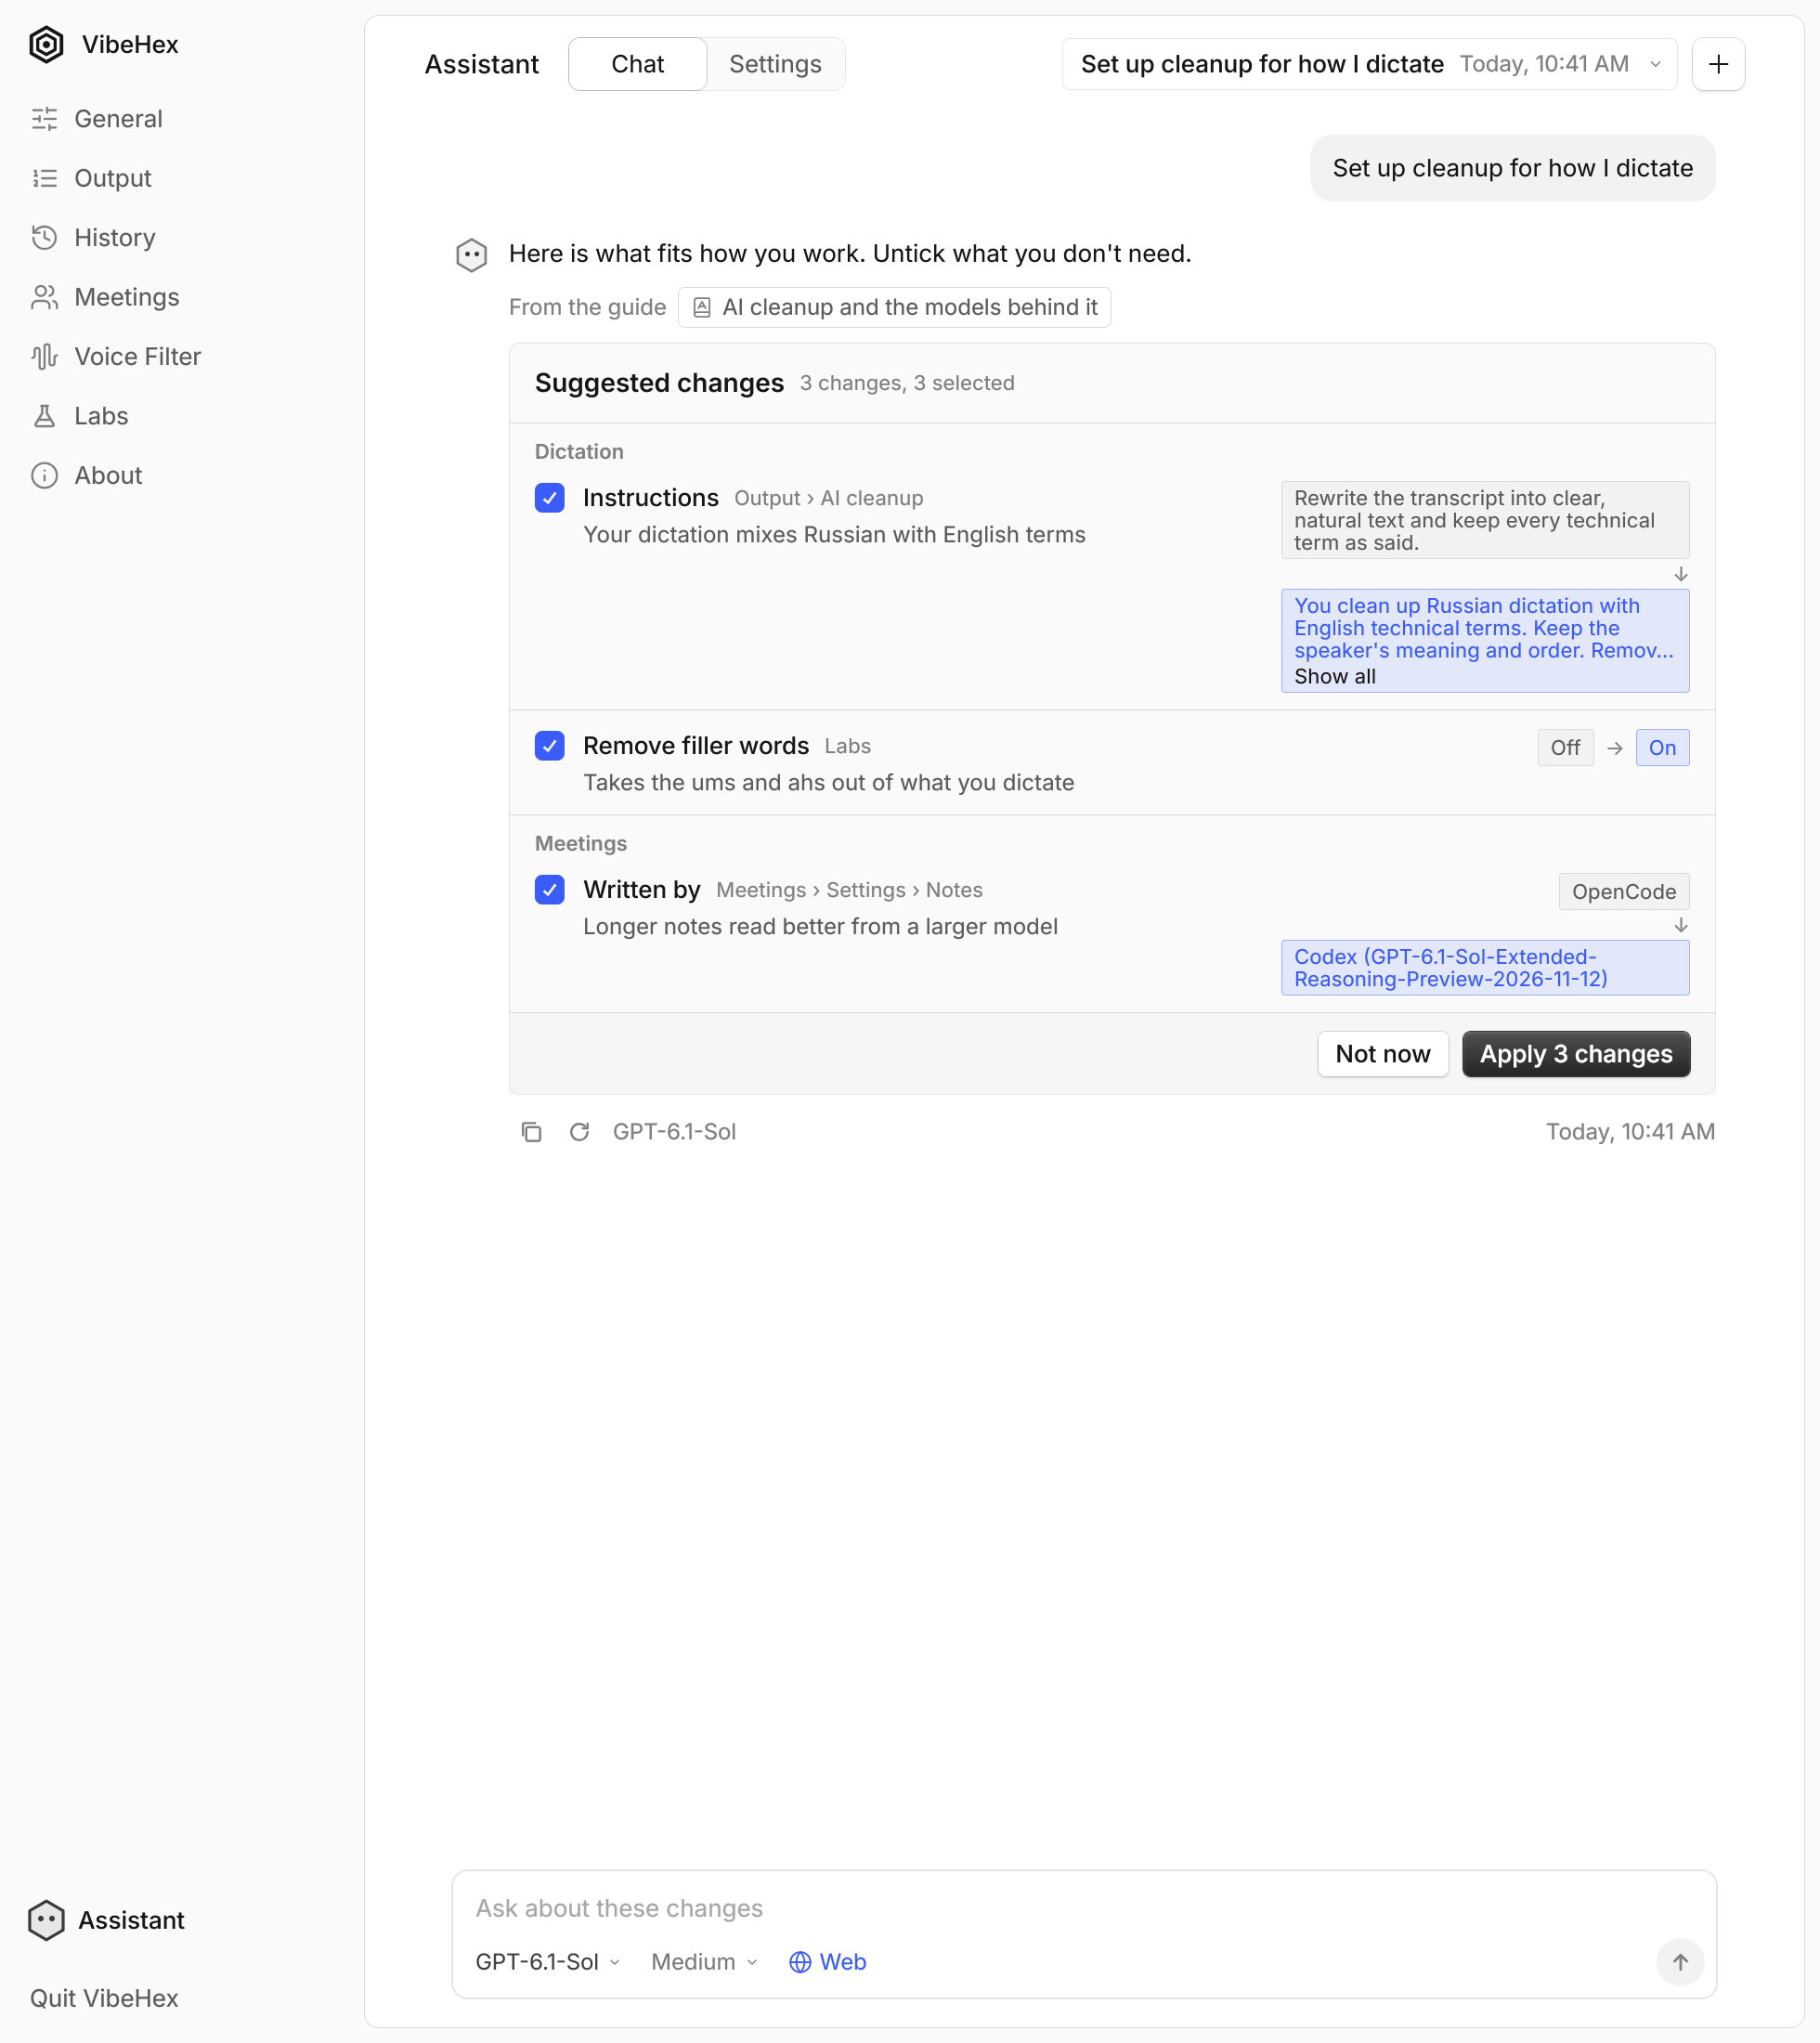 VibeHex
General
Output
History
Meetings
Voice Filter
Labs
About
Assistant
Quit VibeHex
Assistant
Chat
Settings
Set up cleanup for how I dictate Today, 10:41 AM
Set up cleanup for how I dictate
Here is what fits how you work. Untick what you don't need.
From the guide AI cleanup and the models behind it
Suggested changes 3 changes, 3 selected
Dictation
Instructions Output › AI cleanup
Your dictation mixes Russian with English terms
Rewrite the transcript into clear,
natural text and keep every technical
term as said.
You clean up Russian dictation with
English technical terms. Keep the
speaker's meaning and order. Remov...
Show all
Remove filler words Labs
Takes the ums and ahs out of what you dictate
Off → On
Meetings
Written by Meetings › Settings › Notes
Longer notes read better from a larger model
OpenCode
Codex (GPT-6.1-Sol-Extended-
Reasoning-Preview-2026-11-12)
Not now
Apply 3 changes
GPT-6.1-Sol
Today, 10:41 AM
Ask about these changes
GPT-6.1-Sol Medium Web